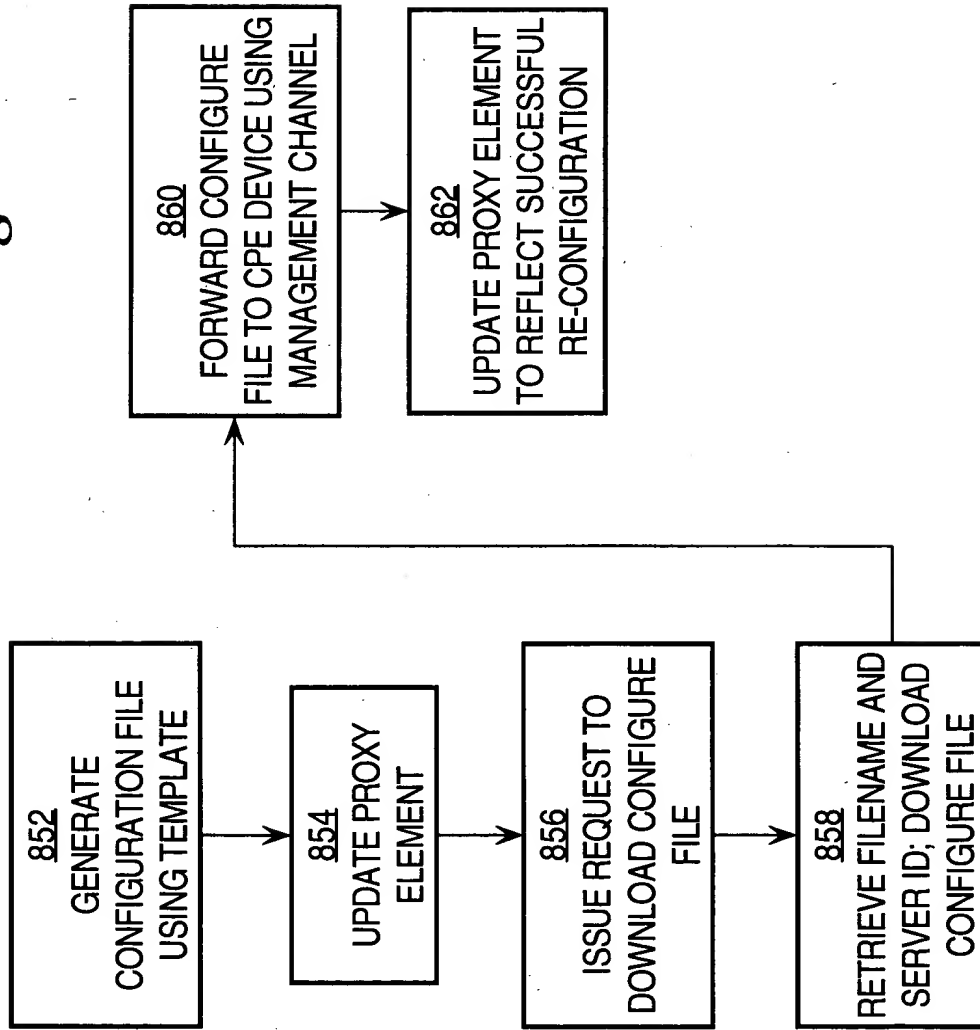 852
GENERATE
CONFIGURATION FILE
USING TEMPLATE
854
UPDATE PROXY
ELEMENT
856
ISSUE REQUEST TO
DOWNLOAD CONFIGURE
FILE
858
RETRIEVE FILENAME AND
SERVER ID; DOWNLOAD
CONFIGURE FILE
860
FORWARD CONFIGURE
FILE TO CPE DEVICE USING
MANAGEMENT CHANNEL
862
UPDATE PROXY ELEMENT
TO REFLECT SUCCESSFUL
RE-CONFIGURATION